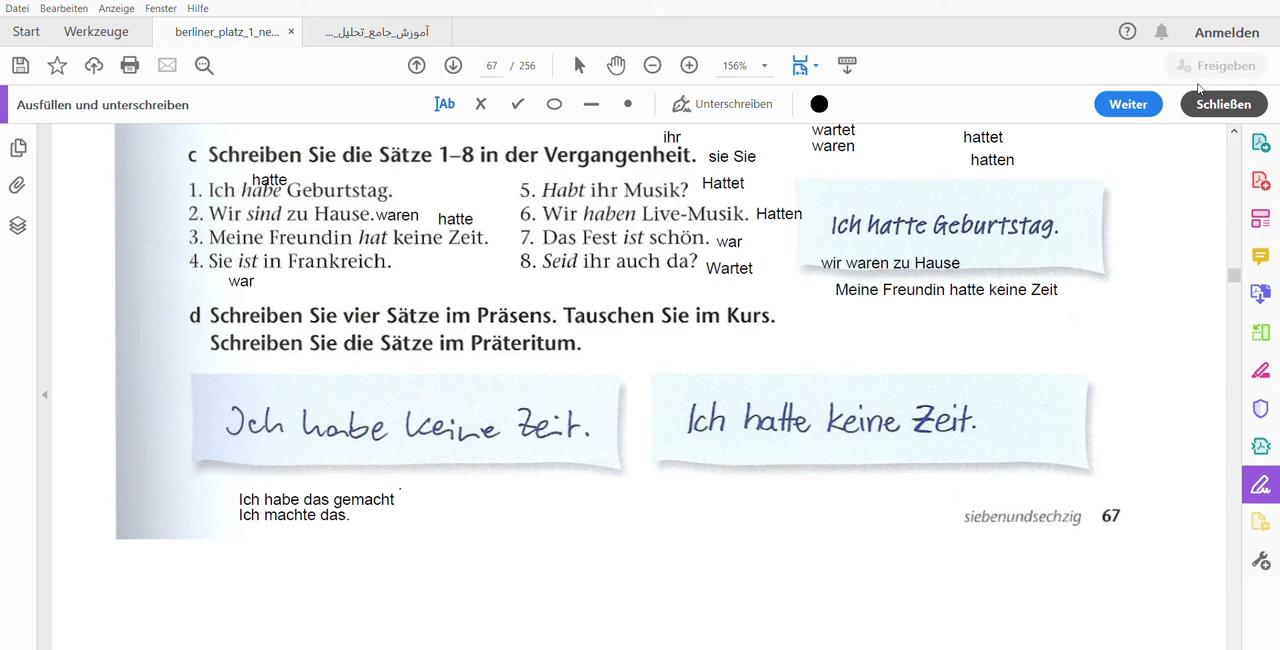 Datei Bearbeiten Anzeige Fenster Hilfe
Start Werkzeuge berliner_platz_1_ne... × آموزش_جامع_تحلیل_... Anmelden
67 / 256 156% Freigeben
Ausfüllen und unterschreiben IAb Unterschreiben Weiter Schließen
ihr wartet hattet
waren
c Schreiben Sie die Sätze 1–8 in der Vergangenheit. sie Sie hatten
hatte
1. Ich habe Geburtstag. 5. Habt ihr Musik? Hattet
2. Wir sind zu Hause. waren hatte 6. Wir haben Live-Musik. Hatten
Ich hatte Geburtstag.
3. Meine Freundin hat keine Zeit. 7. Das Fest ist schön. war
4. Sie ist in Frankreich. 8. Seid ihr auch da? Wartet
wir waren zu Hause
war
Meine Freundin hatte keine Zeit
d Schreiben Sie vier Sätze im Präsens. Tauschen Sie im Kurs.
Schreiben Sie die Sätze im Präteritum.
Ich habe keine Zeit. Ich hatte keine Zeit.
Ich habe das gemacht
Ich machte das.
siebenundsechzig 67